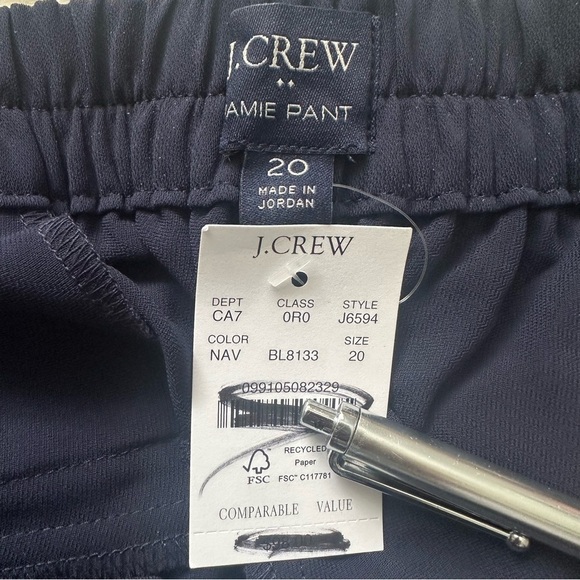 J.CREW
AMIE PANT
20
MADE IN
JORDAN
J.CREW
DEPT CLASS STYLE
CA7 0R0 J6594
COLOR SIZE
NAV BL8133 20
099105082329
RECYCLED
Paper
FSC
FSC™ C117781
COMPARABLE VALUE